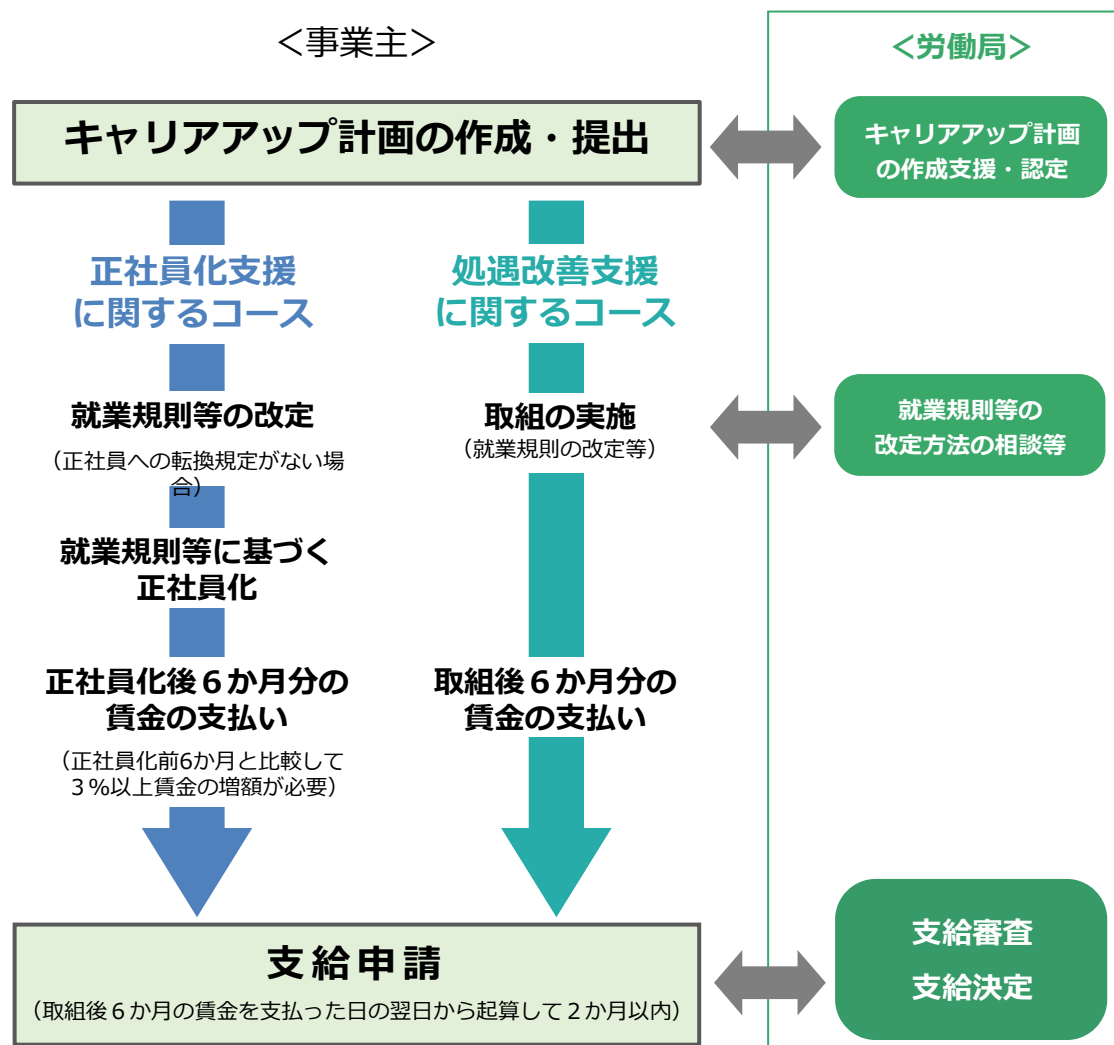 ＜事業主＞
＜労働局＞
キャリアアップ計画の作成・提出
キャリアアップ計画
の作成支援・認定
正社員化支援
に関するコース
処遇改善支援
に関するコース
就業規則等の改定
（正社員への転換規定がない場
合）
取組の実施
（就業規則の改定等）
就業規則等の
改定方法の相談等
就業規則等に基づく
正社員化
正社員化後６か月分の
賃金の支払い
（正社員化前6か月と比較して
３％以上賃金の増額が必要）
取組後６か月分の
賃金の支払い
支給申請
（取組後６か月の賃金を支払った日の翌日から起算して２か月以内）
支給審査
支給決定